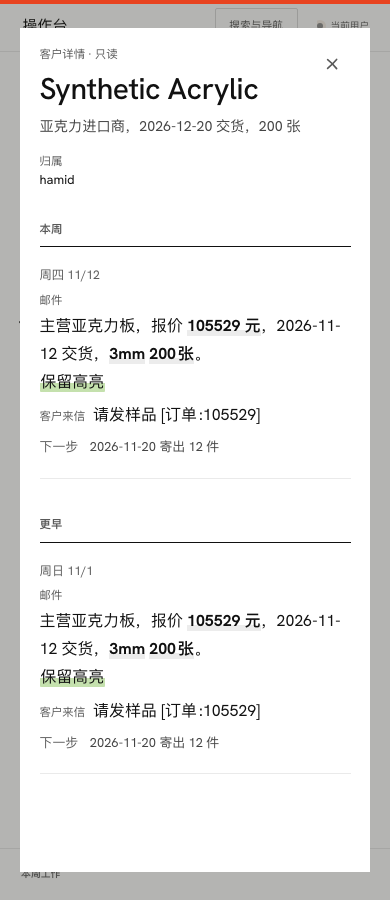 操作台
搜索与导航
当前用户
客户详情 · 只读
Synthetic Acrylic
亚克力进口商，2026-12-20 交货，200 张
归属
hamid
本周
周四 11/12
邮件
主营亚克力板，报价 105529 元，2026-11-
12 交货，3mm 200 张。
保留高亮
客户来信 请发样品 [订单:105529]
下一步 2026-11-20 寄出 12 件
更早
周日 11/1
邮件
主营亚克力板，报价 105529 元，2026-11-
12 交货，3mm 200 张。
保留高亮
客户来信 请发样品 [订单:105529]
下一步 2026-11-20 寄出 12 件
本周工作